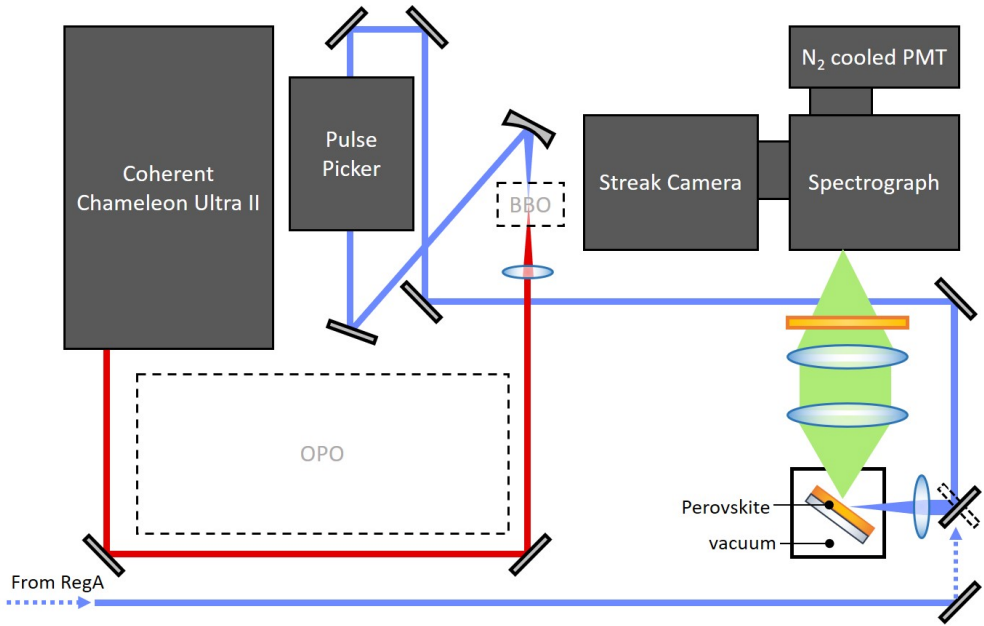 Coherent
Chameleon Ultra II
Pulse
Picker
BBO
N₂ cooled PMT
Streak Camera
Spectrograph
OPO
Perovskite
vacuum
From RegA